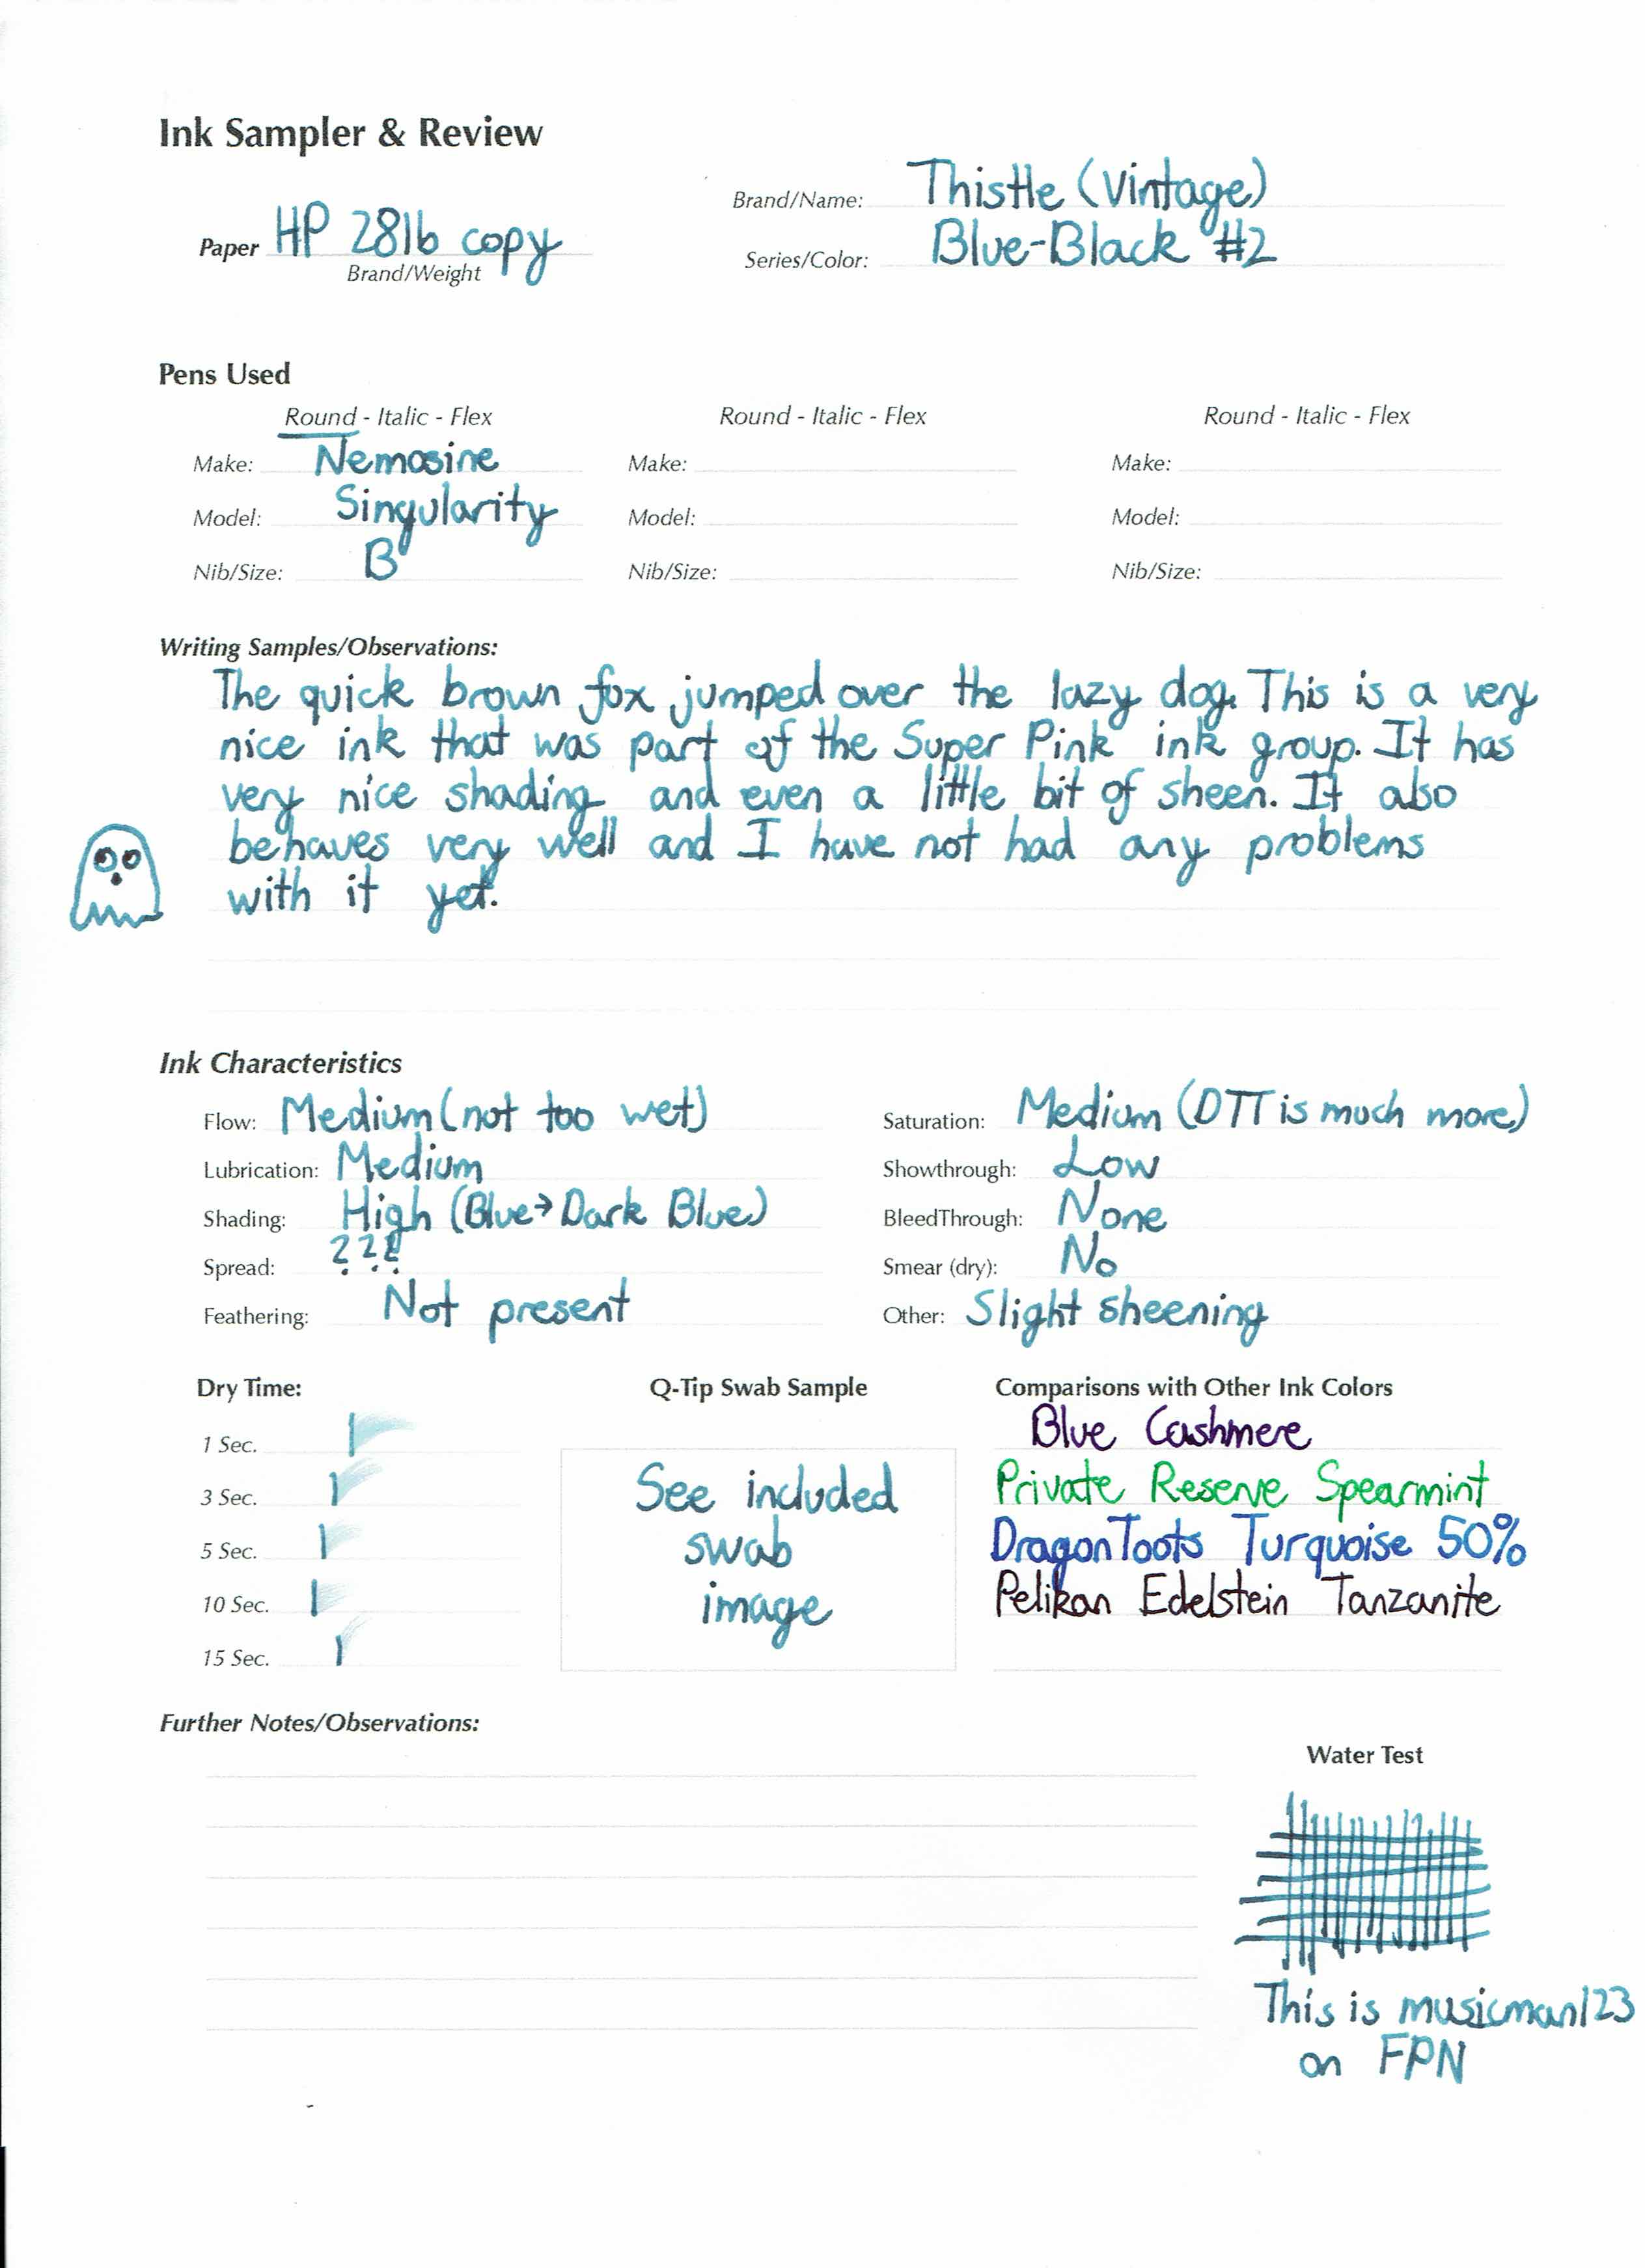 Ink Sampler & Review
Brand/Name: Thistle (Vintage)
Paper HP 28lb copy
Brand/Weight
Series/Color: Blue-Black #2
Pens Used
Round - Italic - Flex Round - Italic - Flex Round - Italic - Flex
Make: Nemosine Make: Make:
Model: Singularity Model: Model:
Nib/Size: B Nib/Size: Nib/Size:
Writing Samples/Observations:
The quick brown fox jumped over the lazy dog. This is a very
nice ink that was part of the Super Pink ink group. It has
very nice shading and even a little bit of sheen. It also
behaves very well and I have not had any problems
with it yet.
Ink Characteristics
Flow: Medium (not too wet) Saturation: Medium (DTT is much more)
Lubrication: Medium Showthrough: Low
Shading: High (Blue→Dark Blue) BleedThrough: None
Spread: ??? Smear (dry): No
Feathering: Not present Other: Slight sheening
Dry Time: Q-Tip Swab Sample Comparisons with Other Ink Colors
1 Sec.
3 Sec.
5 Sec.
10 Sec.
15 Sec.
See included
swab
image
Blue Cashmere
Private Reserve Spearmint
DragonToots Turquoise 50%
Pelikan Edelstein Tanzanite
Further Notes/Observations:
Water Test
This is musicman123
on FPN